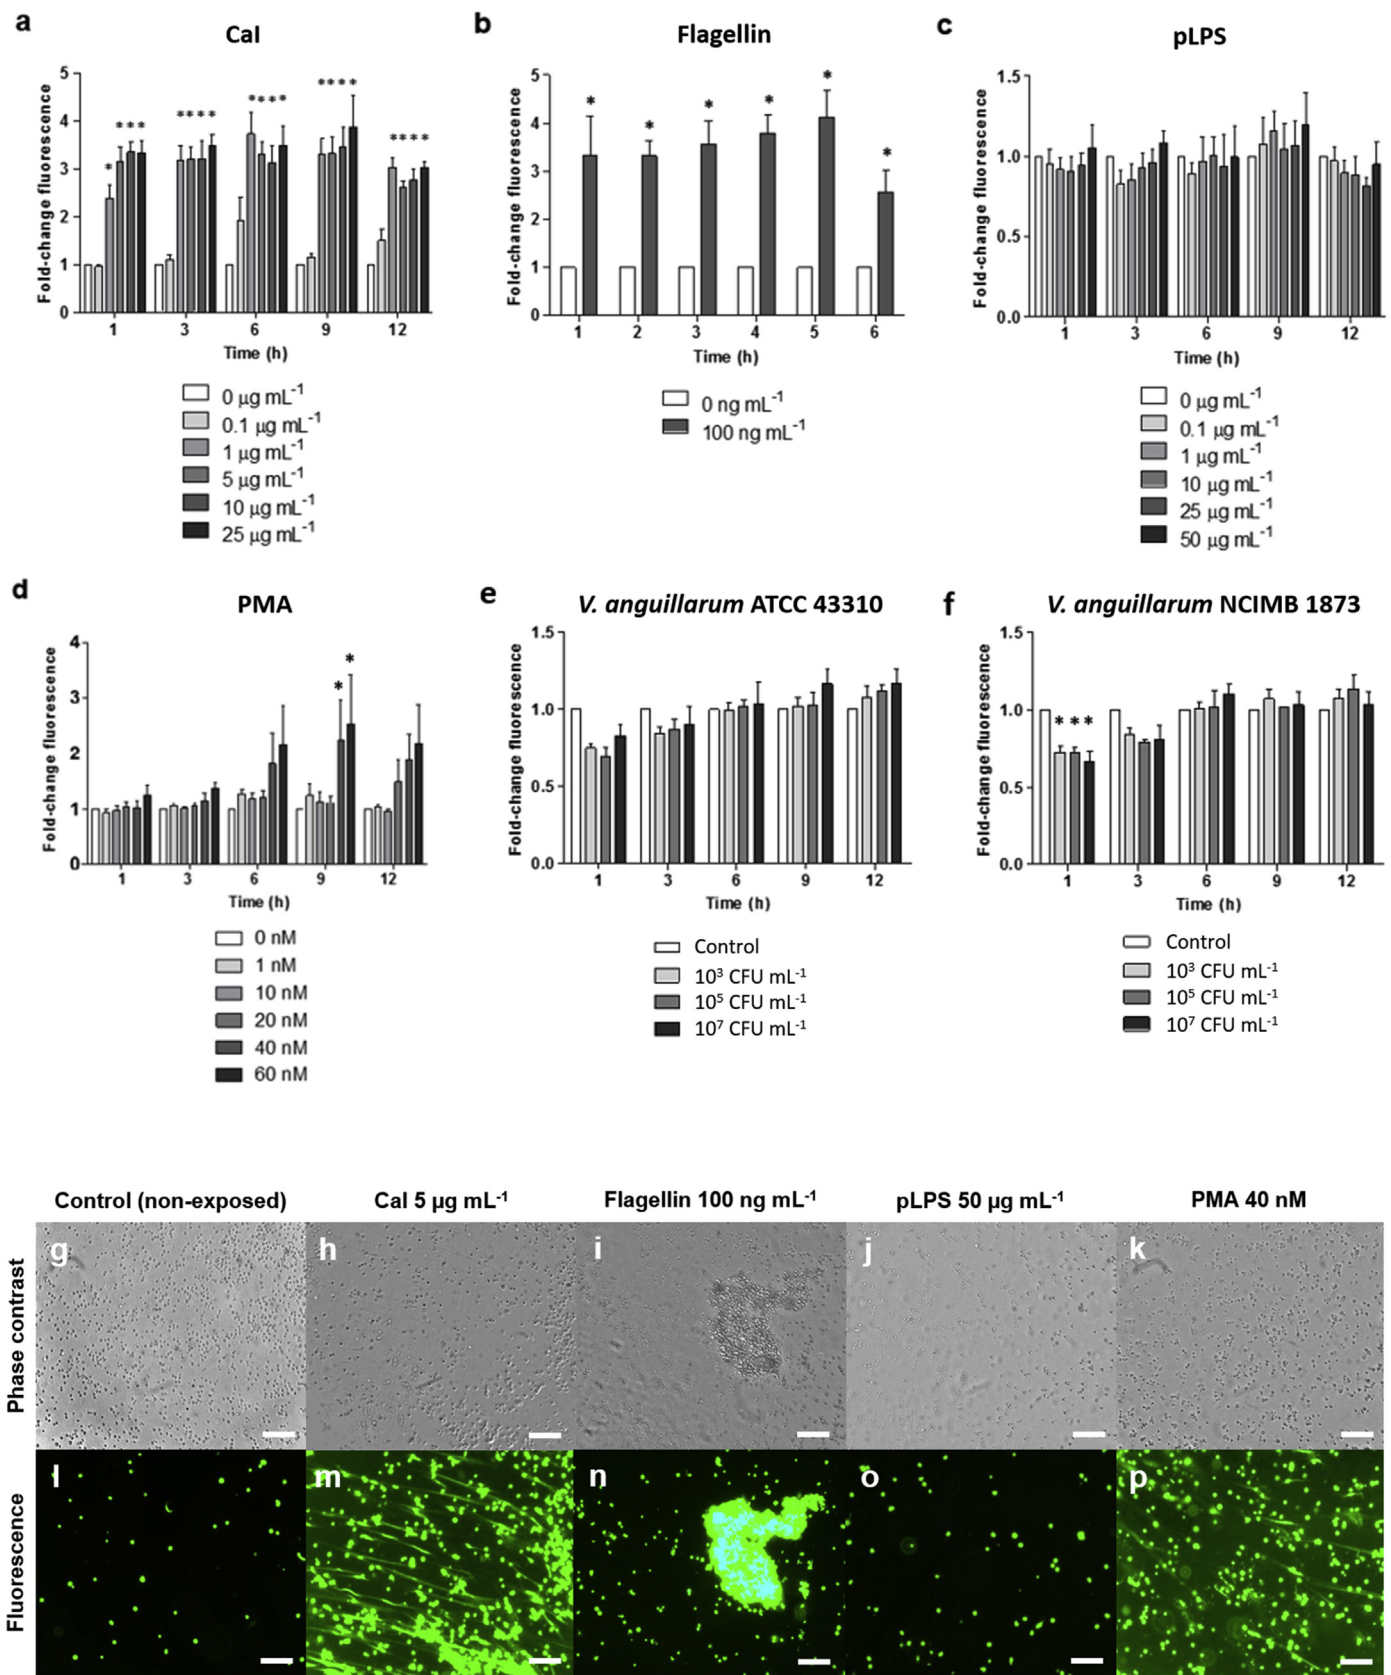 a
CaI
Fold-change fluorescence
5
4
3
2
1
0
*
***
****
****
****
****
1 3 6 9 12
Time (h)
0 µg mL-1
0.1 µg mL-1
1 µg mL-1
5 µg mL-1
10 µg mL-1
25 µg mL-1
b
Flagellin
Fold-change fluorescence
5
4
3
2
1
0
* * * * * *
1 2 3 4 5 6
Time (h)
0 ng mL-1
100 ng mL-1
c
pLPS
Fold-change fluorescence
1.5
1.0
0.5
0.0
1 3 6 9 12
Time (h)
0 µg mL-1
0.1 µg mL-1
1 µg mL-1
10 µg mL-1
25 µg mL-1
50 µg mL-1
d
PMA
Fold-change fluorescence
4
3
2
1
0
* *
1 3 6 9 12
Time (h)
0 nM
1 nM
10 nM
20 nM
40 nM
60 nM
e
V. anguillarum ATCC 43310
Fold-change fluorescence
1.5
1.0
0.5
0.0
1 3 6 9 12
Time (h)
Control
10³ CFU mL-1
10⁵ CFU mL-1
10⁷ CFU mL-1
f
V. anguillarum NCIMB 1873
Fold-change fluorescence
1.5
1.0
0.5
0.0
* * *
1 3 6 9 12
Time (h)
Control
10³ CFU mL-1
10⁵ CFU mL-1
10⁷ CFU mL-1
Control (non-exposed) CaI 5 µg mL-1 Flagellin 100 ng mL-1 pLPS 50 µg mL-1 PMA 40 nM
Phase contrast
g h i j k
Fluorescence
l m n o p